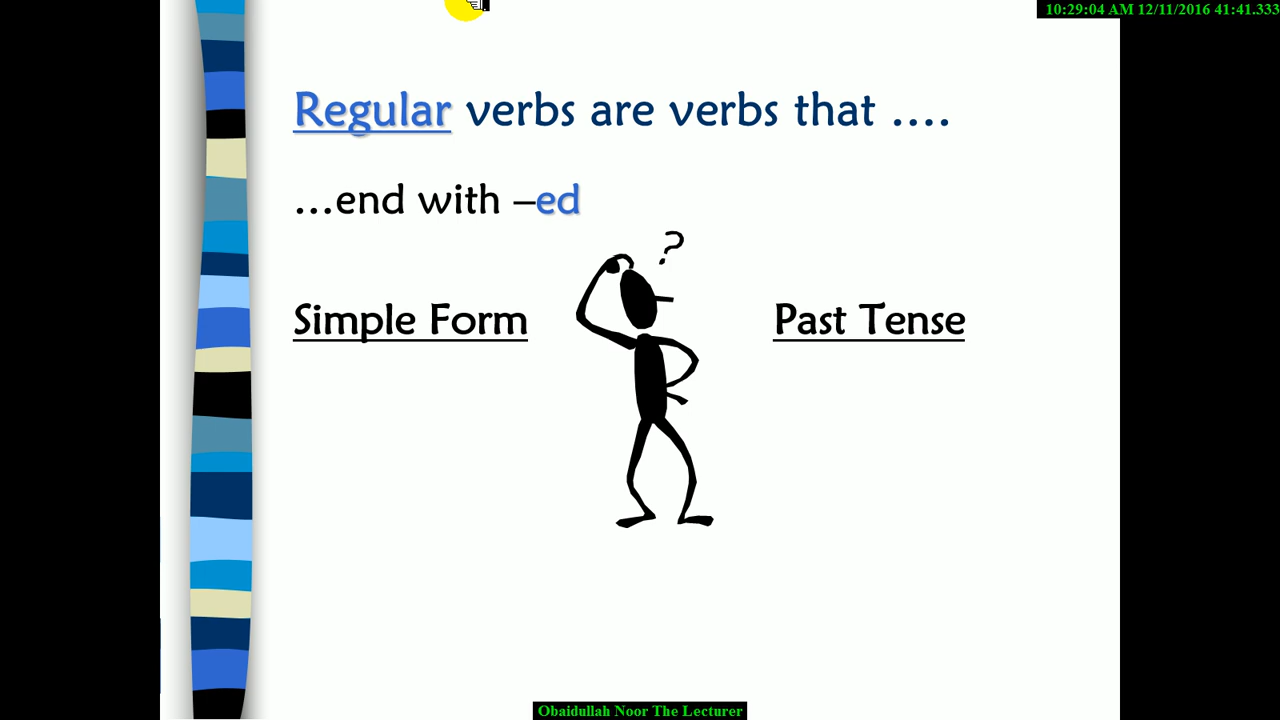 10:29:04 AM 12/11/2016 41:41.333
Regular verbs are verbs that ....
...end with –ed
?
Simple Form
Past Tense
Obaidullah Noor The Lecturer